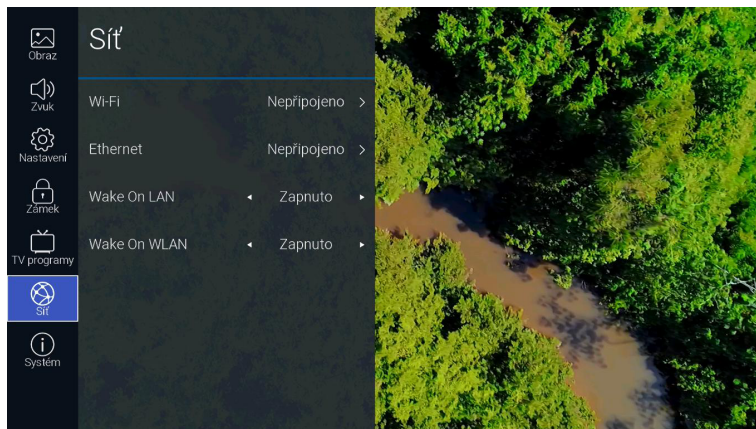 Obraz
Zvuk
Nastavení
Zámek
TV programy
Síť
Systém
Síť
Wi-Fi Nepřipojeno
Ethernet Nepřipojeno
Wake On LAN Zapnuto
Wake On WLAN Zapnuto